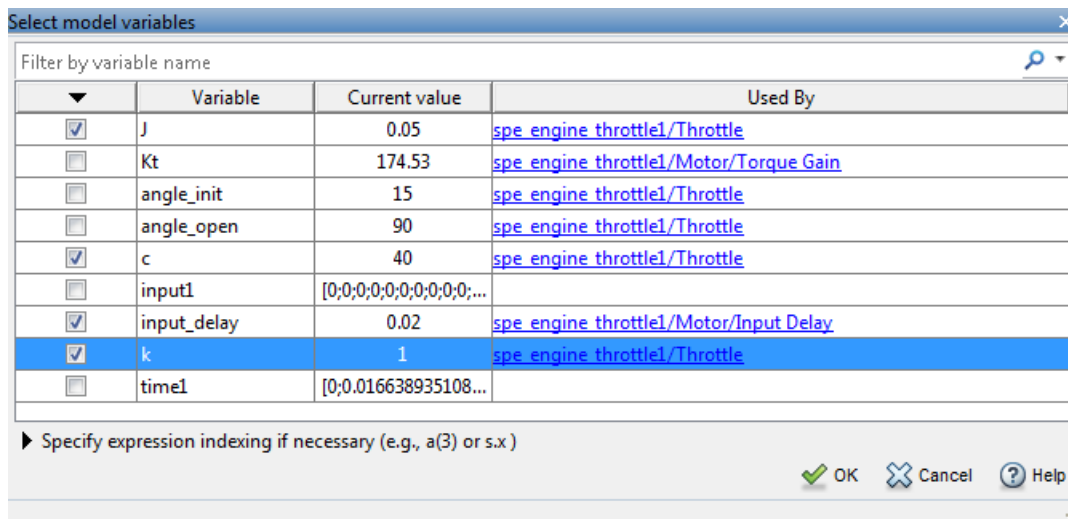 Select model variables
Filter by variable name
Variable Current value Used By
J 0.05 spe_engine_throttle1/Throttle
Kt 174.53 spe_engine_throttle1/Motor/Torque Gain
angle_init 15 spe_engine_throttle1/Throttle
angle_open 90 spe_engine_throttle1/Throttle
c 40 spe_engine_throttle1/Throttle
input1 [0;0;0;0;0;0;0;0;0;0;...
input_delay 0.02 spe_engine_throttle1/Motor/Input Delay
k 1 spe_engine_throttle1/Throttle
time1 [0;0.016638935108...
Specify expression indexing if necessary (e.g., a(3) or s.x )
OK Cancel Help